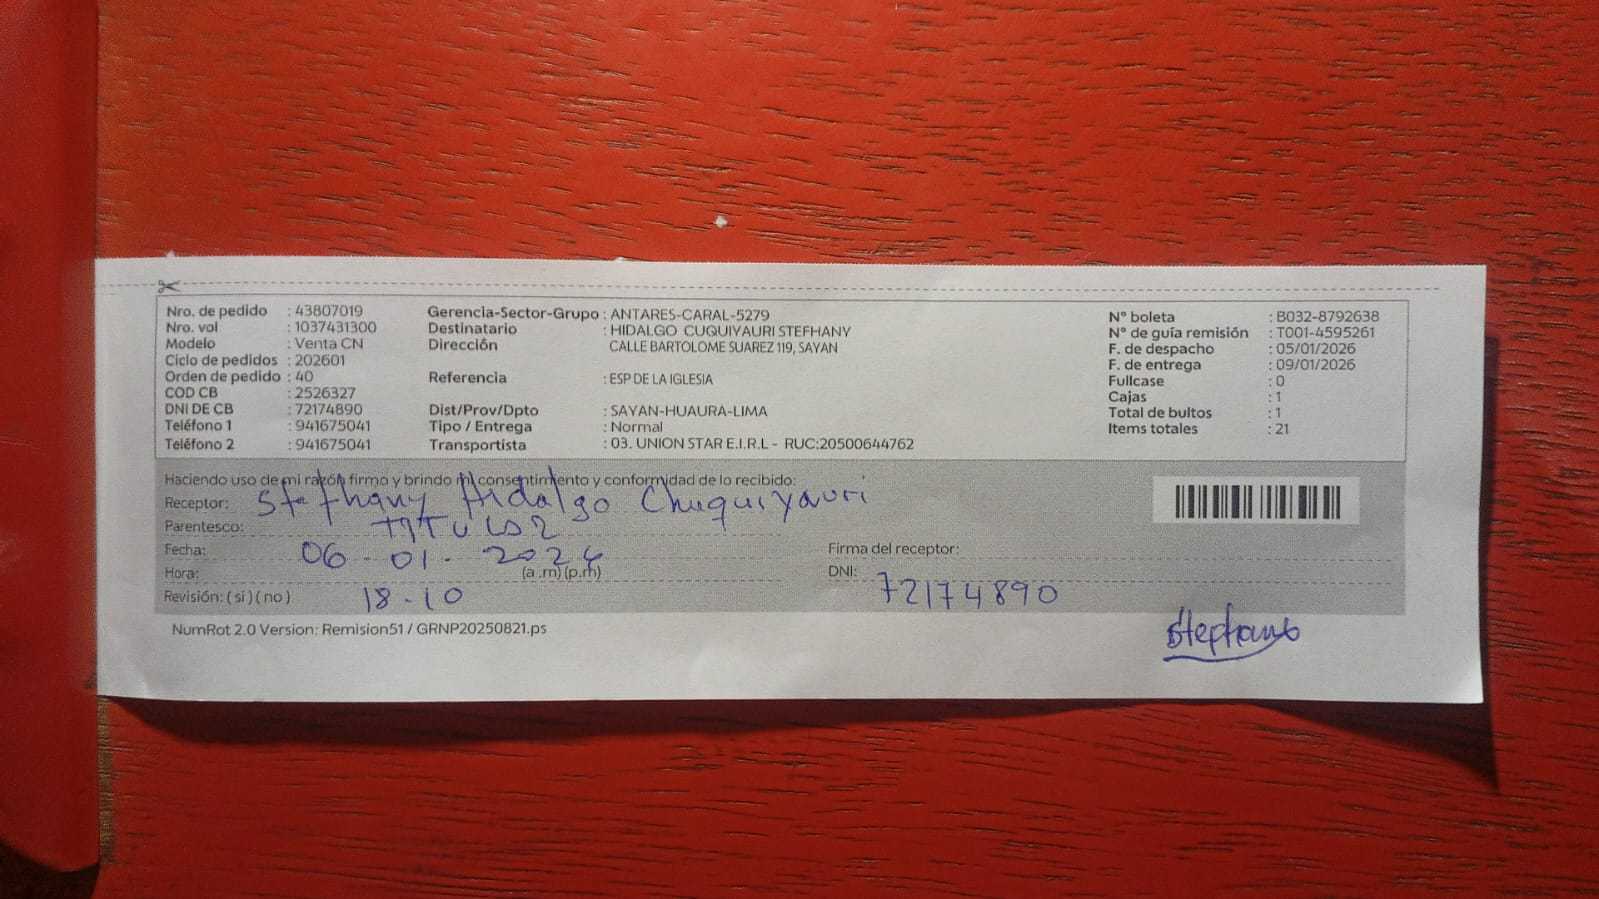 Nro. de pedido : 43807019
Nro. vol : 1037431300
Modelo : Venta CN
Ciclo de pedidos : 202601
Orden de pedido : 40
COD CB : 2526327
DNI DE CB : 72174890
Teléfono 1 : 941675041
Teléfono 2 : 941675041
Gerencia-Sector-Grupo : ANTARES-CARAL-5279
Destinatario : HIDALGO CUQUIYAURI STEFHANY
Dirección CALLE BARTOLOME SUAREZ 119, SAYAN
Referencia : ESP DE LA IGLESIA
Dist/Prov/Dpto : SAYAN-HUAURA-LIMA
Tipo / Entrega : Normal
Transportista : 03. UNION STAR E.I.R.L - RUC:20500644762
N° boleta : B032-8792638
N° de guía remisión : T001-4595261
F. de despacho : 05/01/2026
F. de entrega : 09/01/2026
Fullcase : 0
Cajas : 1
Total de bultos : 1
Items totales : 21
Haciendo uso de mi razón firmo y brindo mi consentimiento y conformidad de lo recibido:
Receptor: Stefhany Hidalgo Chuquiyauri
Parentesco:
Fecha: 06-01-2026
Hora: (a .m) (p.m) 18-10
Revisión: ( si ) ( no )
Firma del receptor:
DNI: 72174890
NumRot 2.0 Version: Remision51 / GRNP20250821.ps